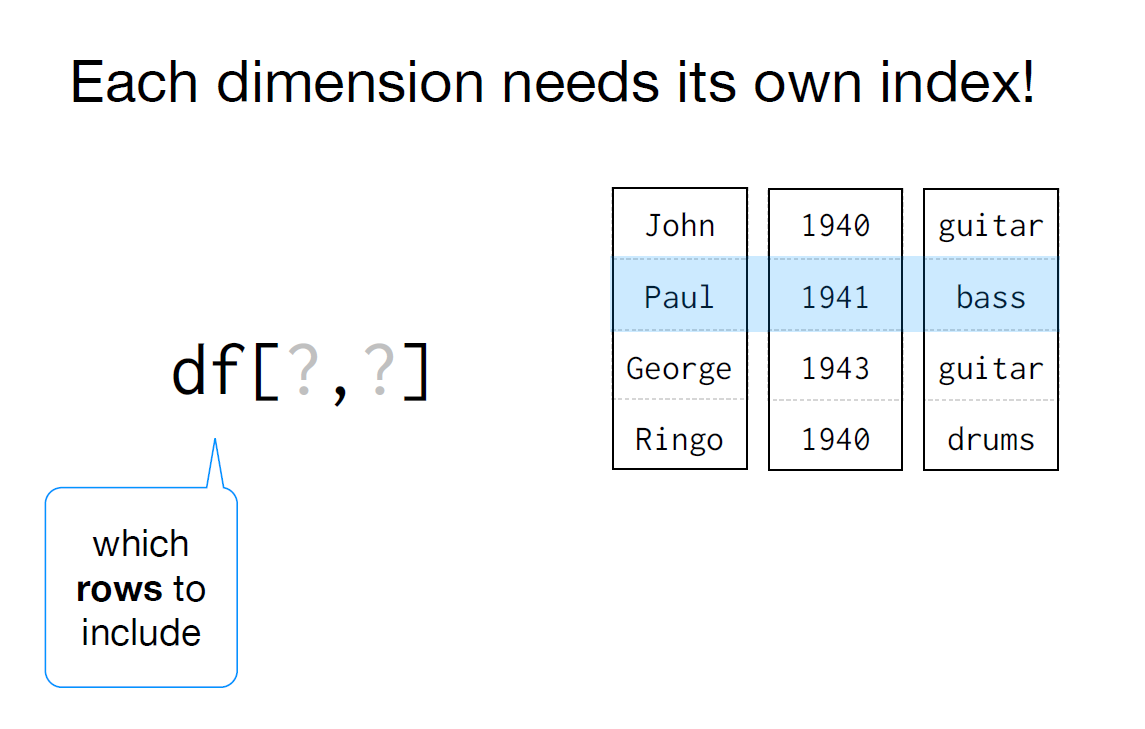 Each dimension needs its own index!
John 1940 guitar
Paul 1941 bass
George 1943 guitar
Ringo 1940 drums
df[?,?]
which
rows to
include